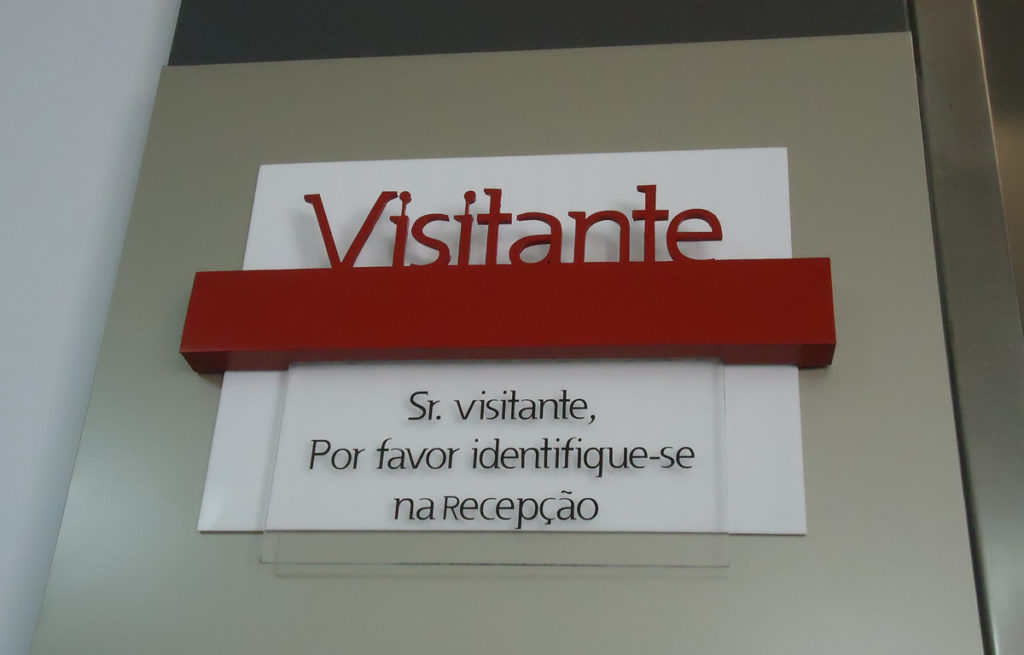 Visitante
Sr. visitante,
Por favor identifique-se
na Recepção